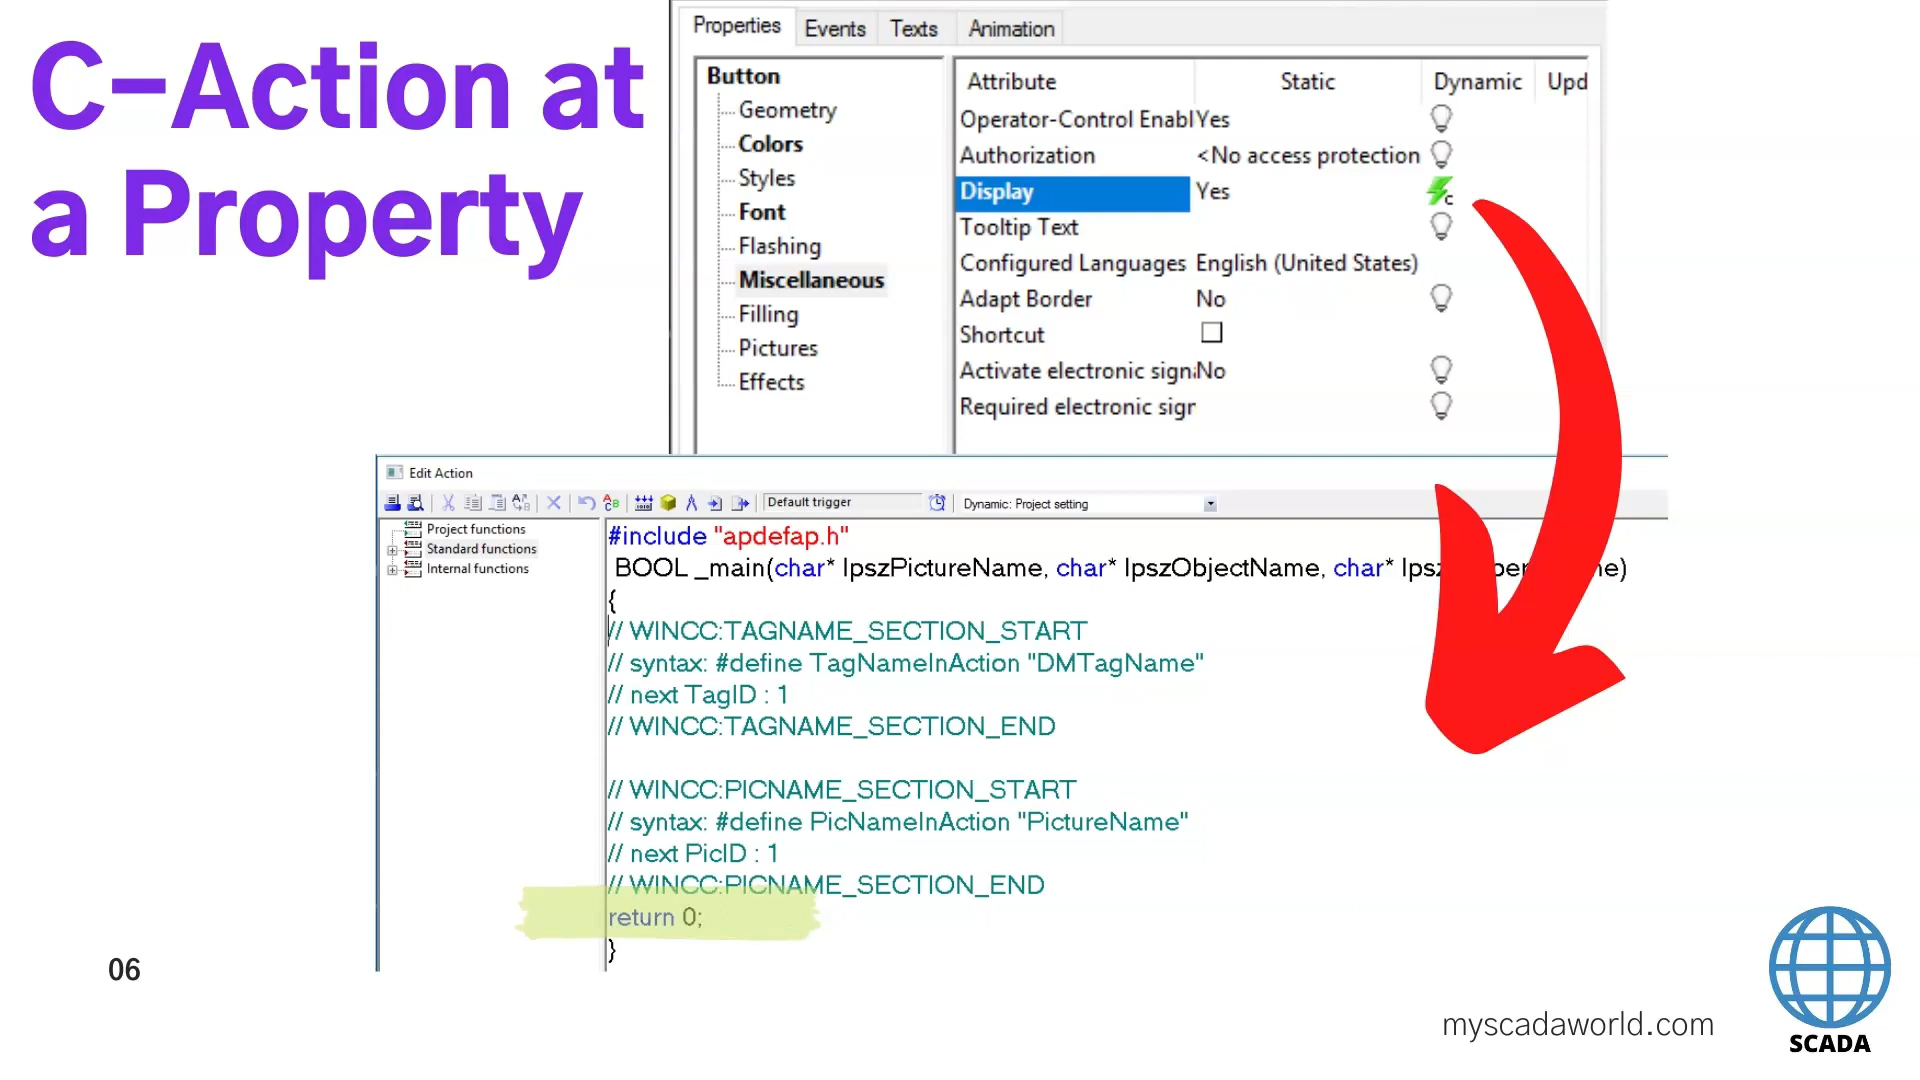 C-Action at
a Property
Properties Events Texts Animation
Button
Geometry
Colors
Styles
Font
Flashing
Miscellaneous
Filling
Pictures
Effects
Attribute Static Dynamic Upd
Operator-Control Enabl Yes
Authorization <No access protection
Display Yes
Tooltip Text
Configured Languages English (United States)
Adapt Border No
Shortcut
Activate electronic sign No
Required electronic sigr
Edit Action
Default trigger Dynamic: Project setting
Project functions
Standard functions
Internal functions
#include "apdefap.h"
BOOL _main(char* lpszPictureName, char* lpszObjectName, char*
{
// WINCC:TAGNAME_SECTION_START
// syntax: #define TagNameInAction "DMTagName"
// next TagID : 1
// WINCC:TAGNAME_SECTION_END
// WINCC:PICNAME_SECTION_START
// syntax: #define PicNameInAction "PictureName"
// next PicID : 1
// WINCC:PICNAME_SECTION_END
return 0;
}
06
myscadaworld.com
SCADA